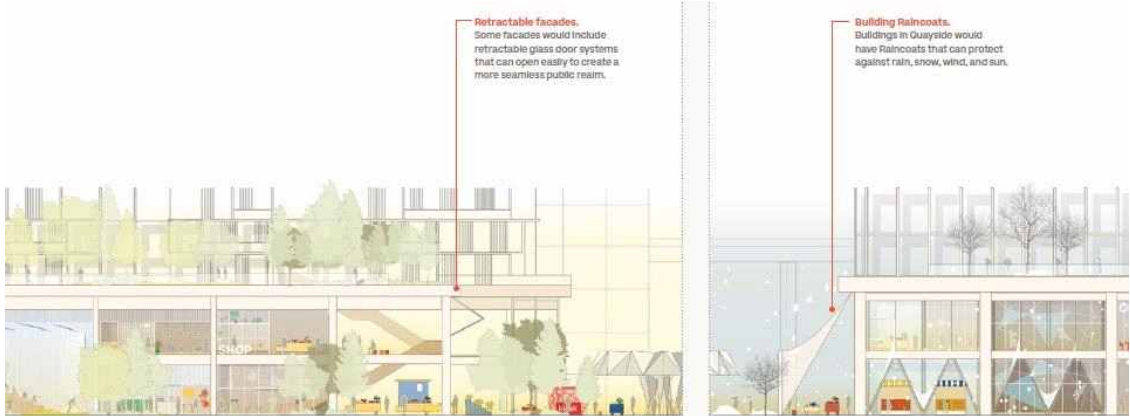 Retractable facades.
Some facades would include
retractable glass door systems
that can open easily to create a
more seamless public realm.
Building Raincoats.
Buildings in Quayside would
have Raincoats that can protect
against rain, snow, wind, and sun.
SHOP